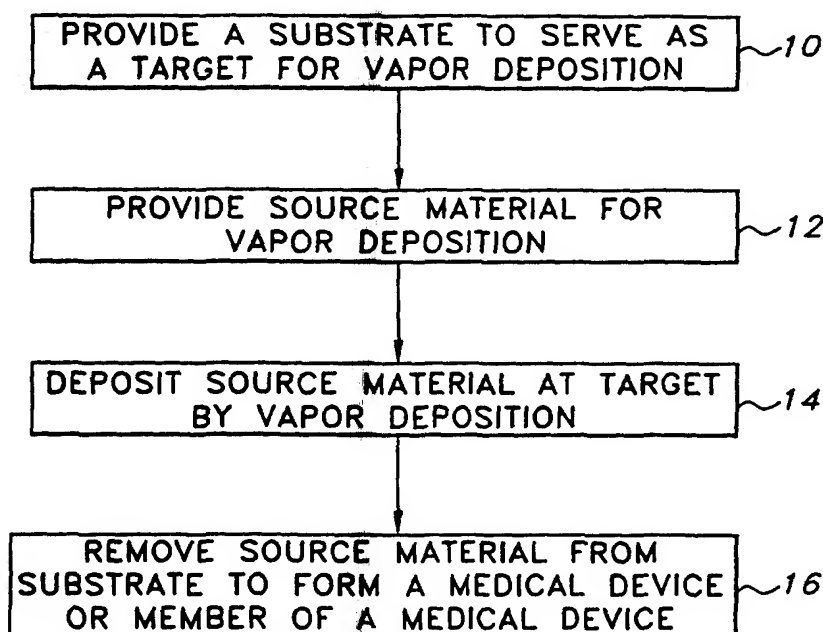 PROVIDE A SUBSTRATE TO SERVE AS
A TARGET FOR VAPOR DEPOSITION
10
PROVIDE SOURCE MATERIAL FOR
VAPOR DEPOSITION
12
DEPOSIT SOURCE MATERIAL AT TARGET
BY VAPOR DEPOSITION
14
REMOVE SOURCE MATERIAL FROM
SUBSTRATE TO FORM A MEDICAL DEVICE
OR MEMBER OF A MEDICAL DEVICE
16